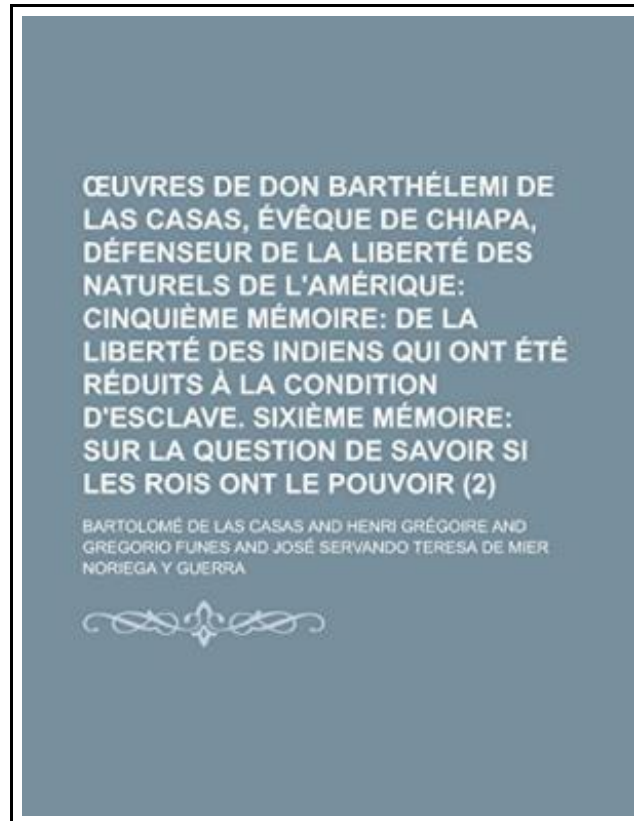 ŒUVRES DE DON BARTHÉLEMI DE
LAS CASAS, ÉVÊQUE DE CHIAPA,
DÉFENSEUR DE LA LIBERTÉ DES
NATURELS DE L'AMÉRIQUE:
CINQUIÈME MÉMOIRE: DE LA
LIBERTÉ DES INDIENS QUI ONT ÉTÉ
RÉDUITS À LA CONDITION
D'ESCLAVE. SIXIÈME MÉMOIRE:
SUR LA QUESTION DE SAVOIR SI
LES ROIS ONT LE POUVOIR (2)
BARTOLOMÉ DE LAS CASAS AND HENRI GRÉGOIRE AND
GREGORIO FUNES AND JOSÉ SERVANDO TERESA DE MIER
NORIEGA Y GUERRA